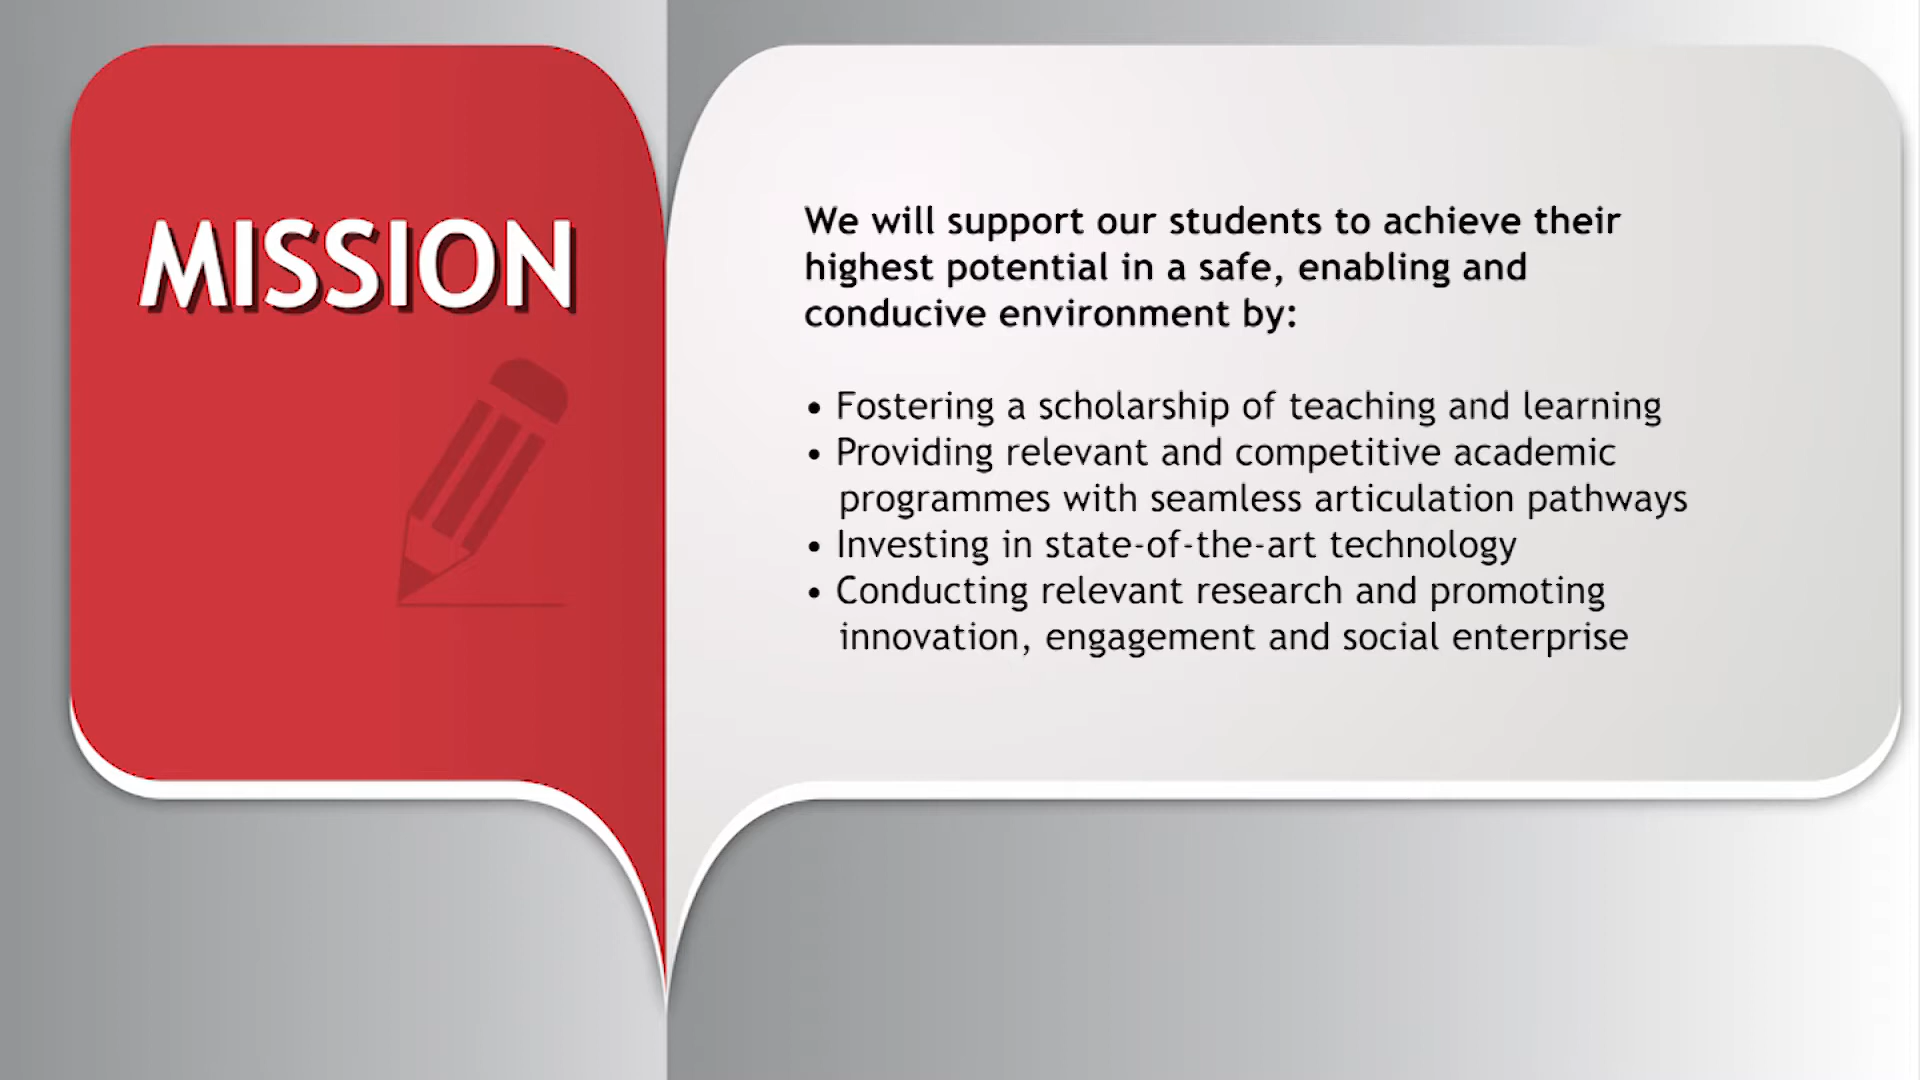 MISSION
We will support our students to achieve their
highest potential in a safe, enabling and
conducive environment by:
• Fostering a scholarship of teaching and learning
• Providing relevant and competitive academic
programmes with seamless articulation pathways
• Investing in state-of-the-art technology
• Conducting relevant research and promoting
innovation, engagement and social enterprise